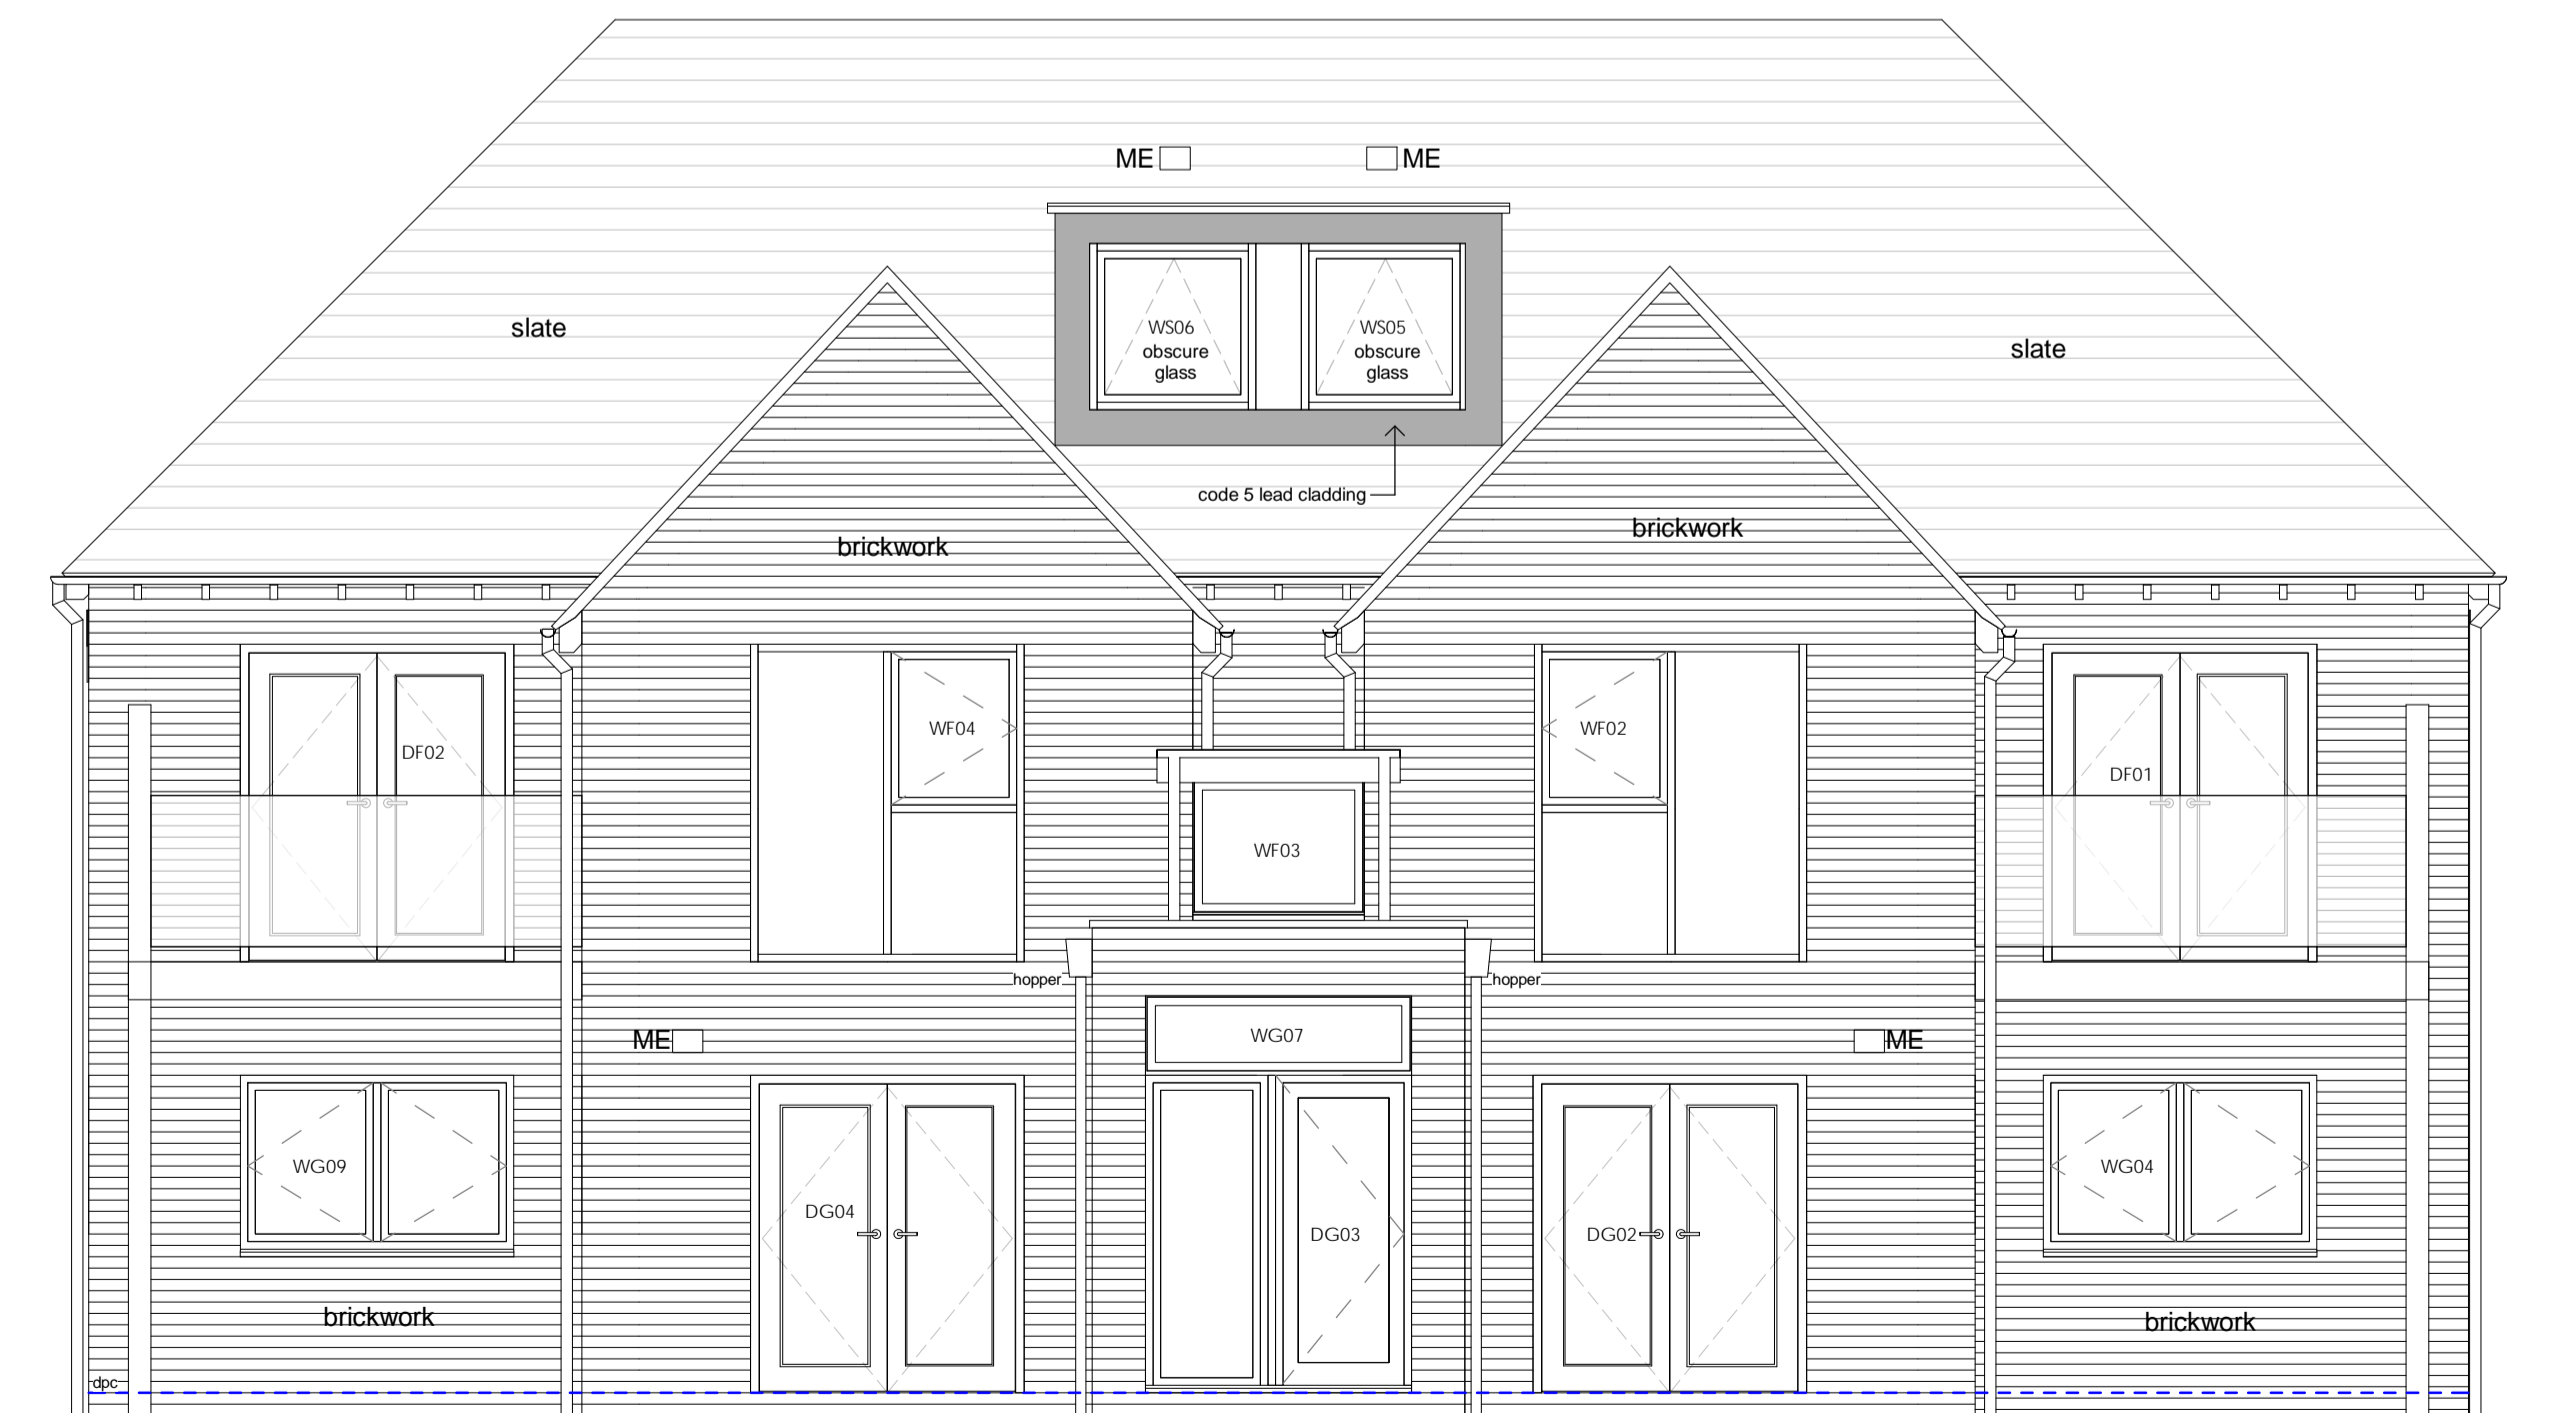 ME
ME
WS06
obscure
glass
WS05
obscure
glass
slate
slate
code 5 lead cladding
brickwork
brickwork
WF04
WF02
DF02
DF01
WF03
hopper
hopper
ME
WG07
ME
WG09
WG04
DG04
DG03
DG02
brickwork
brickwork
dpc